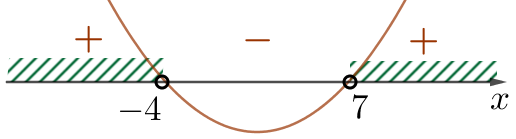 + − +
−4 7 x